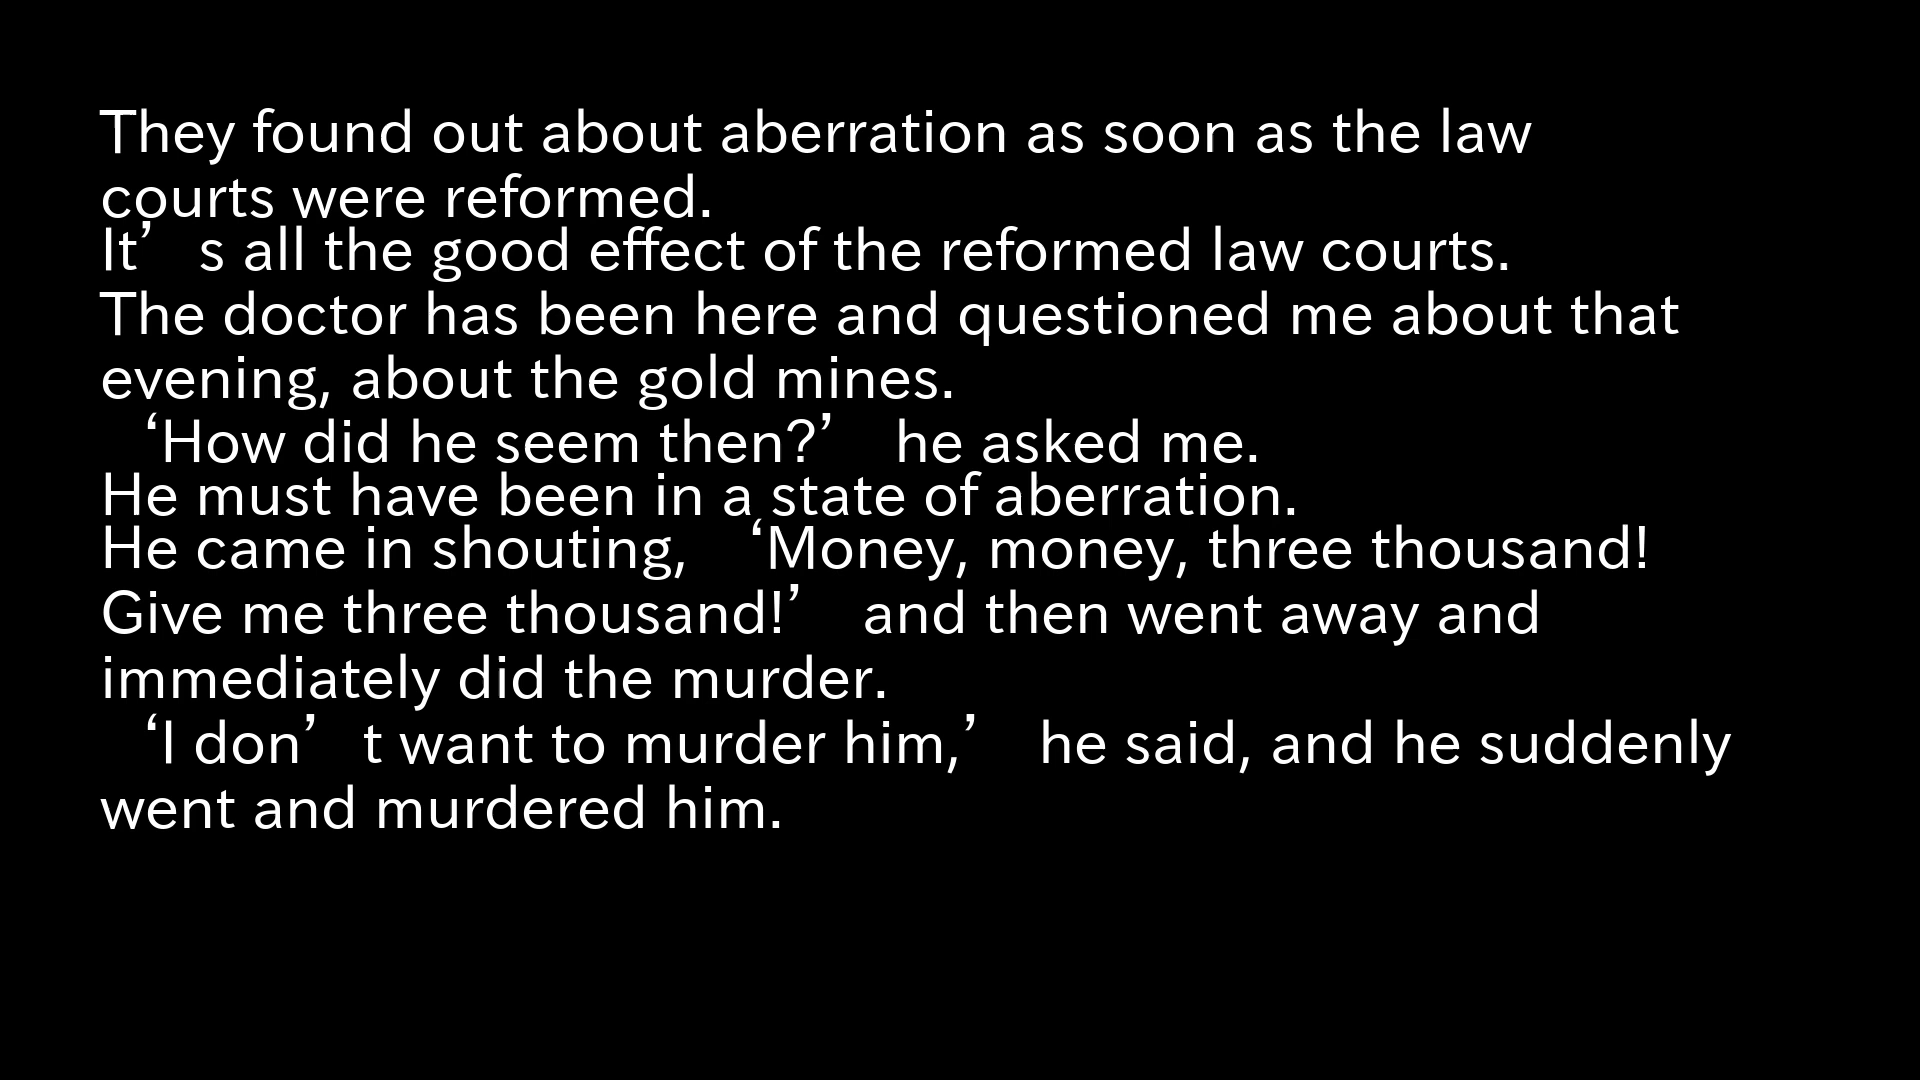 They found out about aberration as soon as the law
courts were reformed.
It’s all the good effect of the reformed law courts.
The doctor has been here and questioned me about that
evening, about the gold mines.
‘How did he seem then?’ he asked me.
He must have been in a state of aberration.
He came in shouting, ‘Money, money, three thousand!
Give me three thousand!’ and then went away and
immediately did the murder.
‘I don’t want to murder him,’ he said, and he suddenly
went and murdered him.